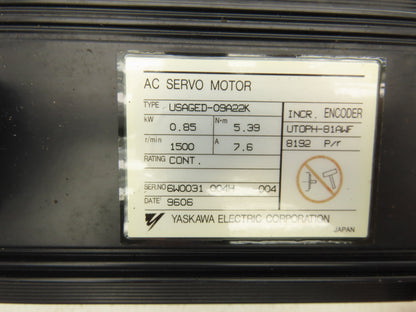 AC SERVO MOTOR
TYPE USAGED-09A22K
kW 0.85 N·m 5.39
r/min 1500 A 7.6
RATING CONT.
SER.NO 6W0031 004H 004
DATE 9606
INCR. ENCODER
UTOPH-81AWF
8192 P/r
YASKAWA ELECTRIC CORPORATION
JAPAN